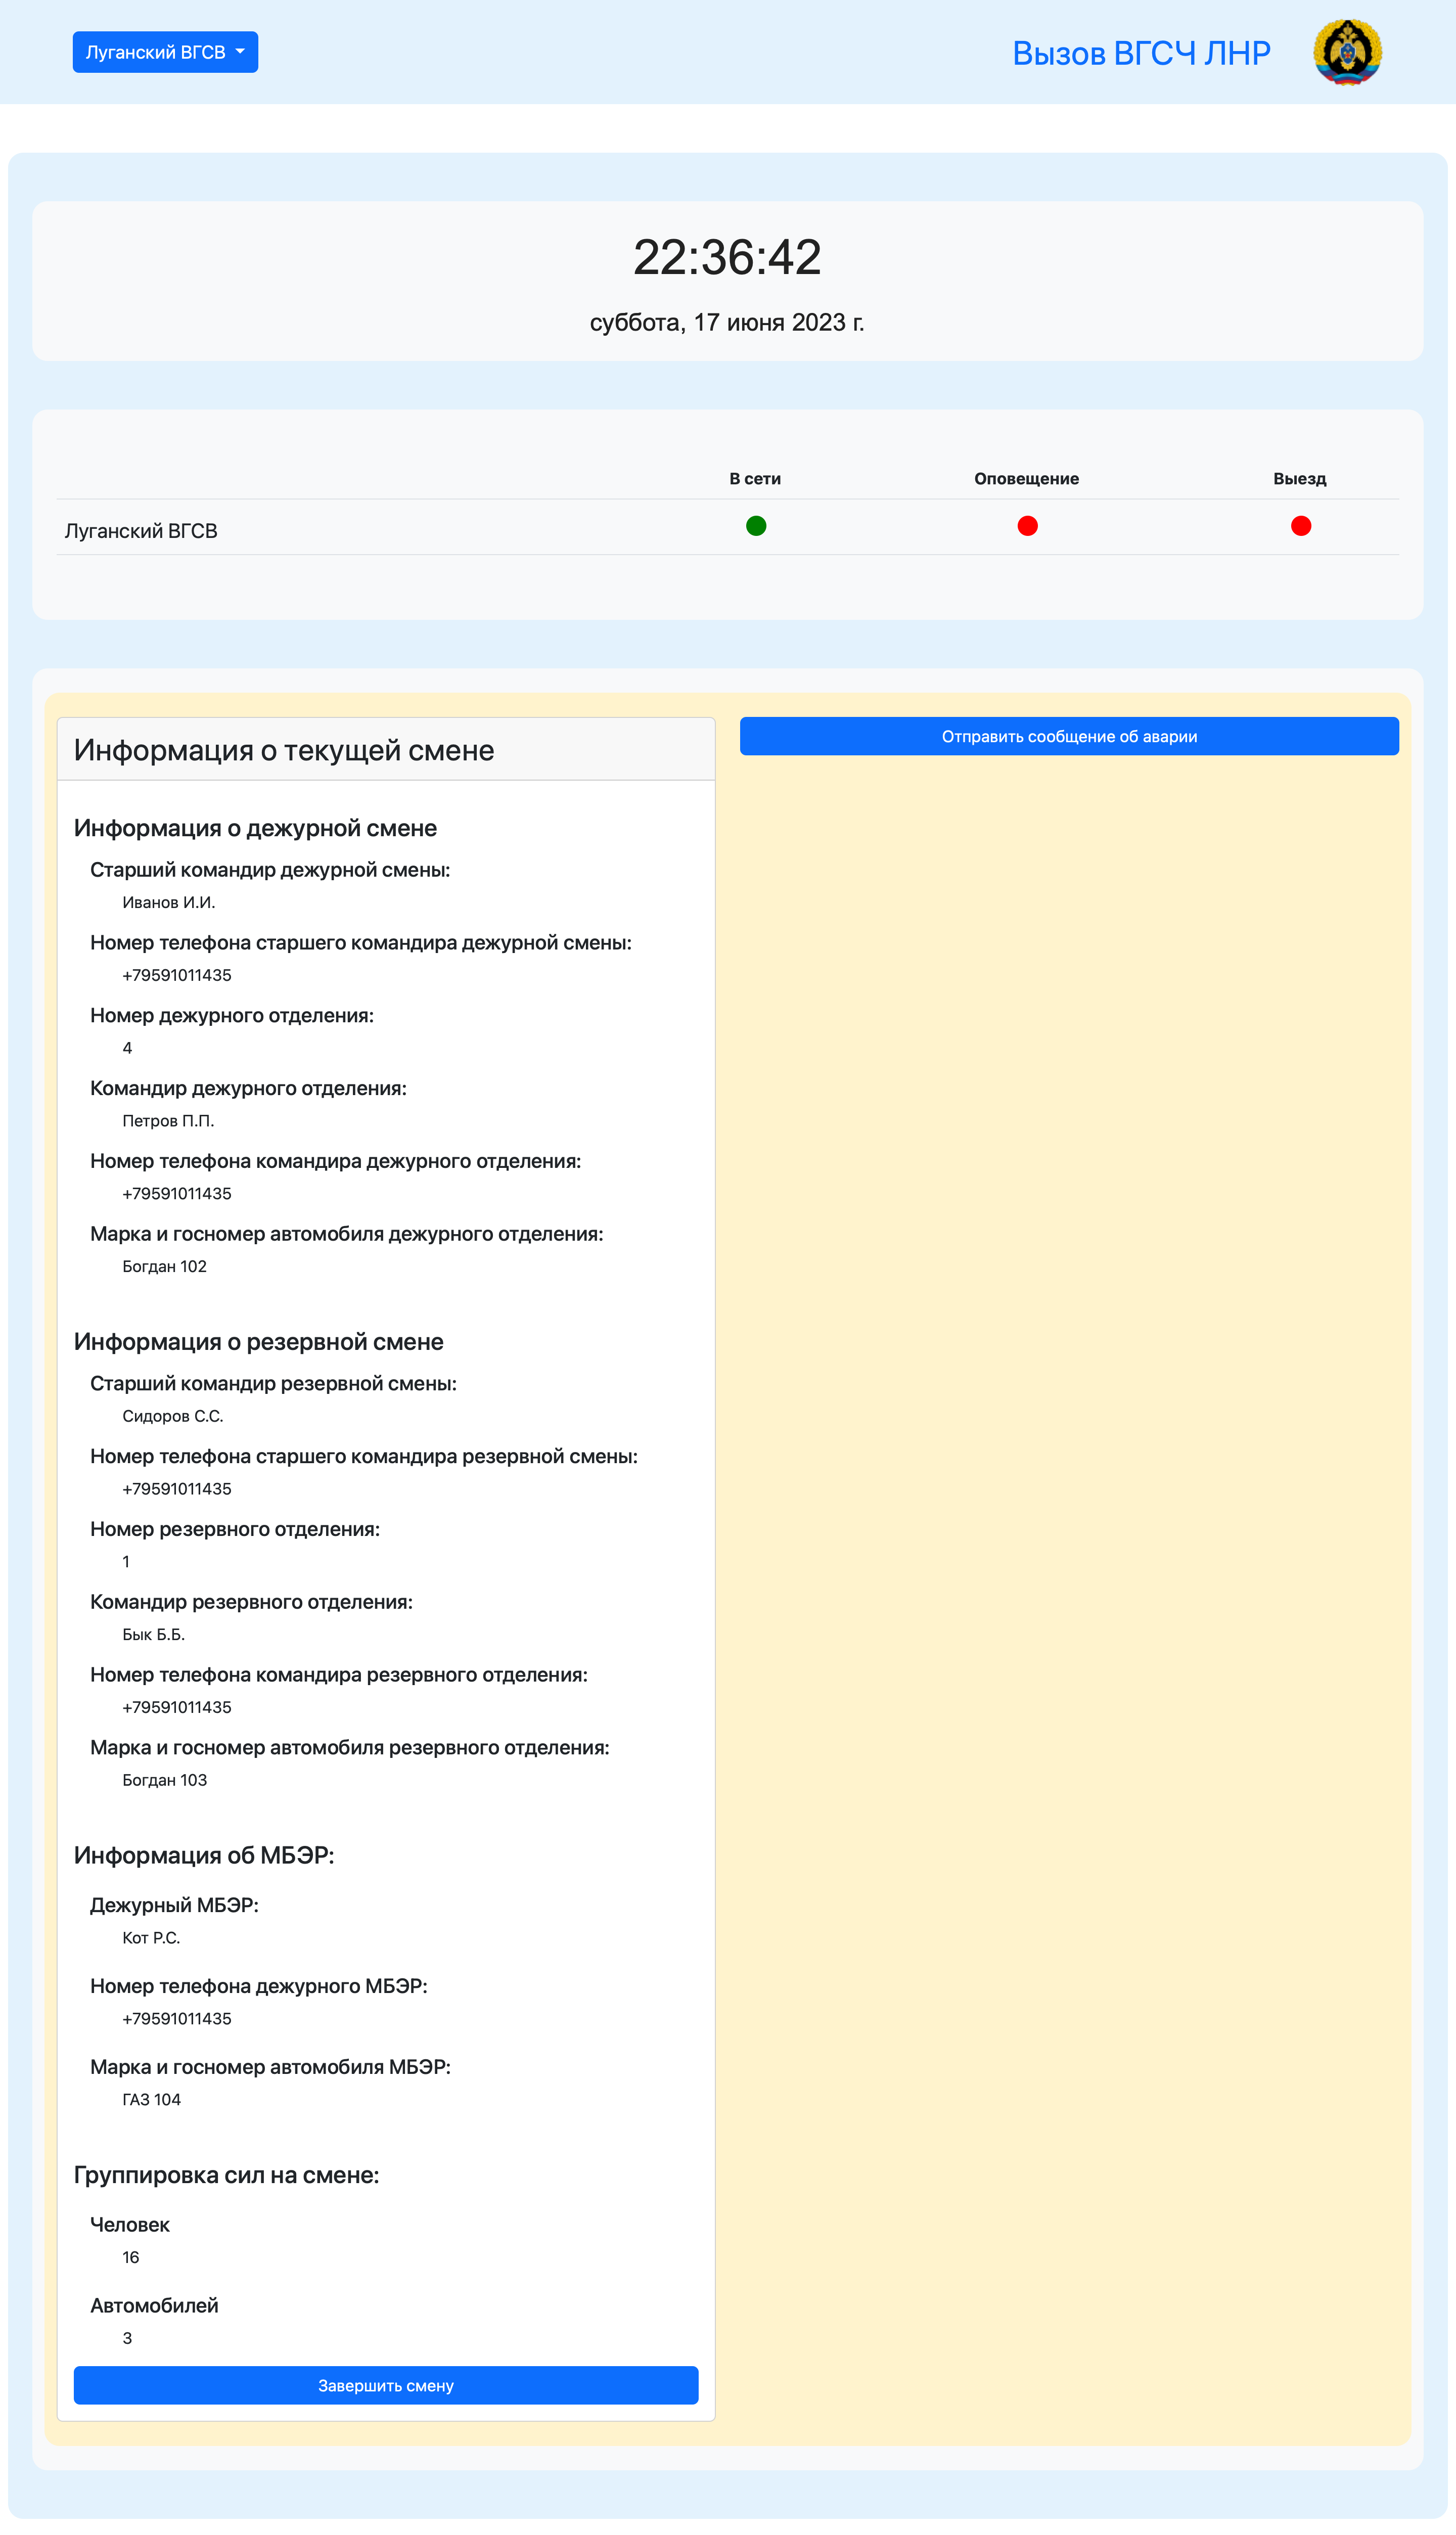 Луганский ВГСВ
Вызов ВГСЧ ЛНР
22:36:42
суббота, 17 июня 2023 г.
В сети Оповещение Выезд
Луганский ВГСВ
Информация о текущей смене
Отправить сообщение об аварии
Информация о дежурной смене
Старший командир дежурной смены:
Иванов И.И.
Номер телефона старшего командира дежурной смены:
+79591011435
Номер дежурного отделения:
4
Командир дежурного отделения:
Петров П.П.
Номер телефона командира дежурного отделения:
+79591011435
Марка и госномер автомобиля дежурного отделения:
Богдан 102
Информация о резервной смене
Старший командир резервной смены:
Сидоров С.С.
Номер телефона старшего командира резервной смены:
+79591011435
Номер резервного отделения:
1
Командир резервного отделения:
Бык Б.Б.
Номер телефона командира резервного отделения:
+79591011435
Марка и госномер автомобиля резервного отделения:
Богдан 103
Информация об МБЭР:
Дежурный МБЭР:
Кот Р.С.
Номер телефона дежурного МБЭР:
+79591011435
Марка и госномер автомобиля МБЭР:
ГАЗ 104
Группировка сил на смене:
Человек
16
Автомобилей
3
Завершить смену